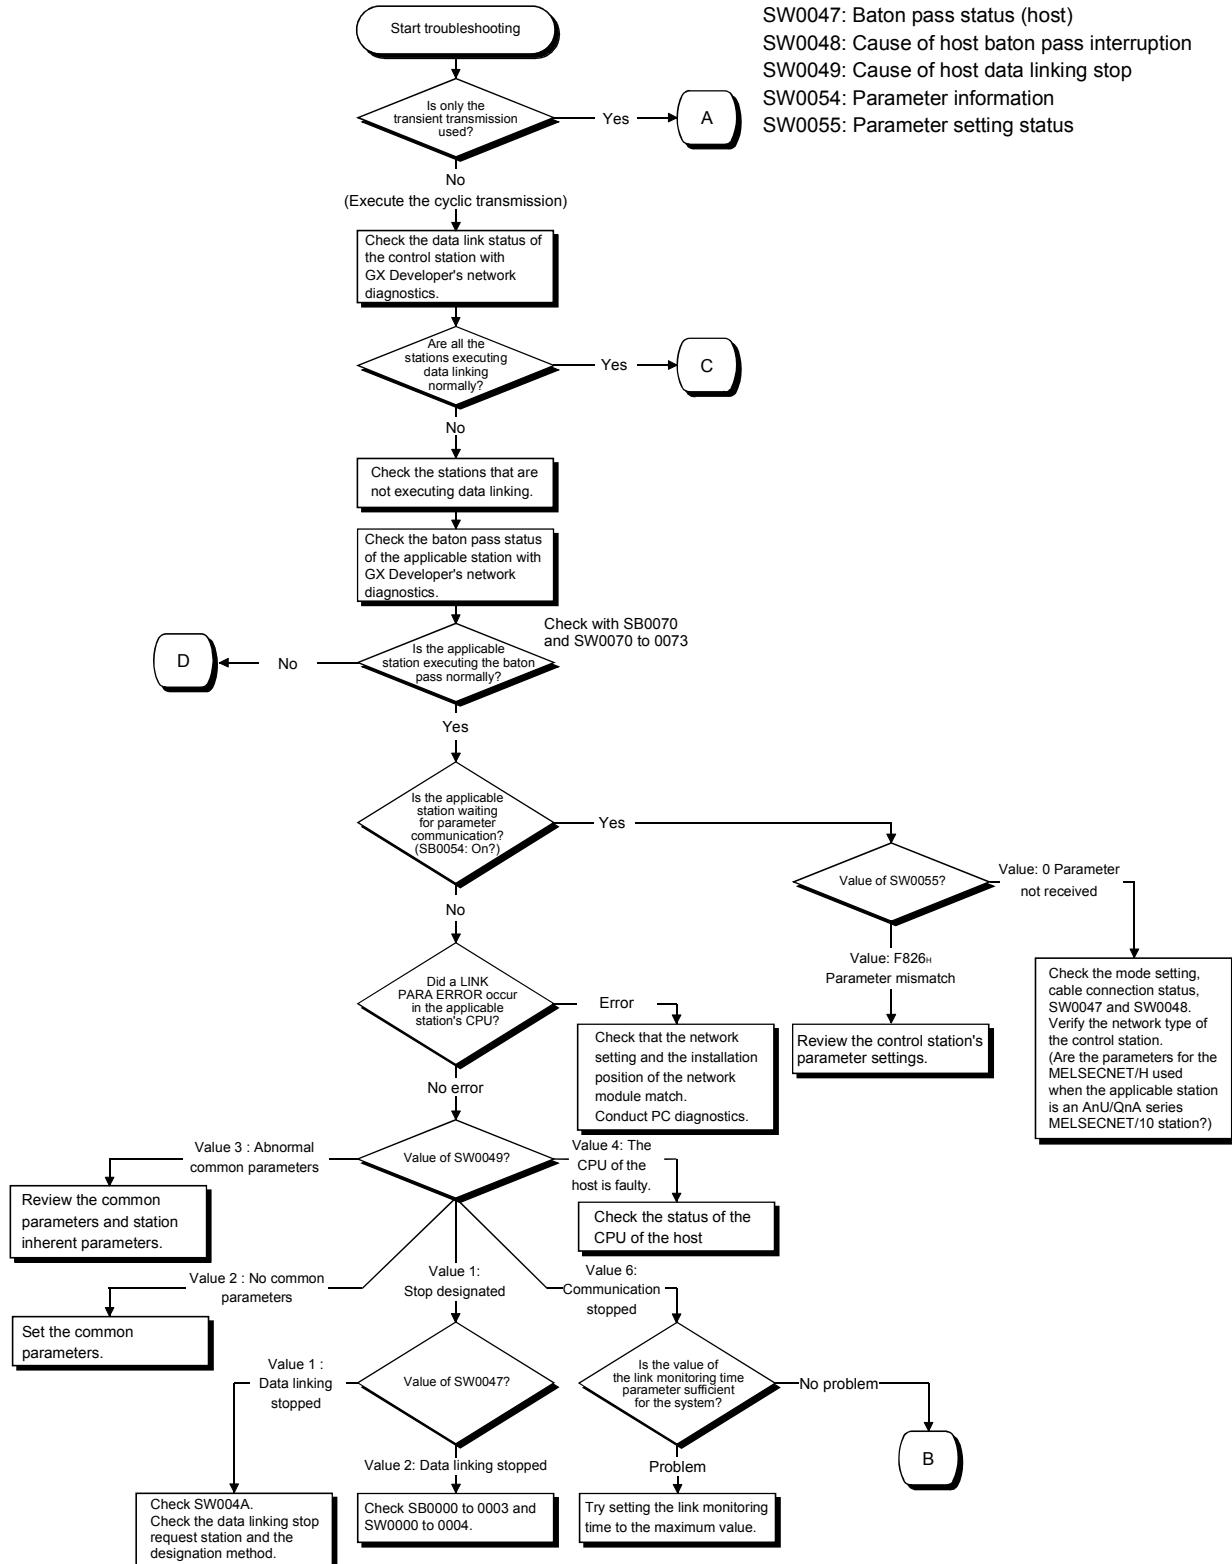 Start troubleshooting
SW0047: Baton pass status (host)
SW0048: Cause of host baton pass interruption
SW0049: Cause of host data linking stop
SW0054: Parameter information
SW0055: Parameter setting status
Is only the
transient transmission
used?
Yes
A
No
(Execute the cyclic transmission)
Check the data link status of
the control station with
GX Developer's network
diagnostics.
Are all the
stations executing
data linking
normally?
Yes
C
No
Check the stations that are
not executing data linking.
Check the baton pass status
of the applicable station with
GX Developer's network
diagnostics.
Check with SB0070
and SW0070 to 0073
Is the applicable
station executing the baton
pass normally?
No
D
Yes
Is the applicable
station waiting
for parameter
communication?
(SB0054: On?)
Yes
Value of SW0055?
Value: 0 Parameter
not received
No
Value: F826H
Parameter mismatch
Review the control station's
parameter settings.
Check the mode setting,
cable connection status,
SW0047 and SW0048.
Verify the network type of
the control station.
(Are the parameters for the
MELSECNET/H used
when the applicable station
is an AnU/QnA series
MELSECNET/10 station?)
Did a LINK
PARA ERROR occur
in the applicable
station's CPU?
Error
Check that the network
setting and the installation
position of the network
module match.
Conduct PC diagnostics.
No error
Value of SW0049?
Value 3 : Abnormal
common parameters
Review the common
parameters and station
inherent parameters.
Value 4: The
CPU of the
host is faulty.
Check the status of the
CPU of the host
Value 2 : No common
parameters
Set the common
parameters.
Value 1:
Stop designated
Value 6:
Communication
stopped
Value of SW0047?
Value 1 :
Data linking
stopped
Check SW004A.
Check the data linking stop
request station and the
designation method.
Value 2: Data linking stopped
Check SB0000 to 0003 and
SW0000 to 0004.
Is the value of
the link monitoring time
parameter sufficient
for the system?
No problem
B
Problem
Try setting the link monitoring
time to the maximum value.